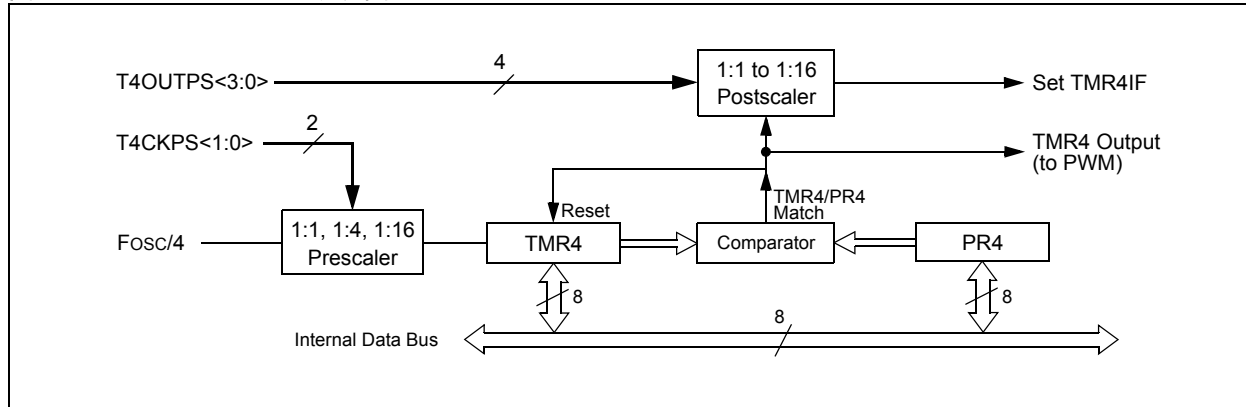 T4OUTPS<3:0>
4
1:1 to 1:16
Postscaler
Set TMR4IF
T4CKPS<1:0>
2
TMR4 Output
(to PWM)
Reset
TMR4/PR4
Match
FOSC/4
1:1, 1:4, 1:16
Prescaler
TMR4
Comparator
PR4
8
8
Internal Data Bus
8